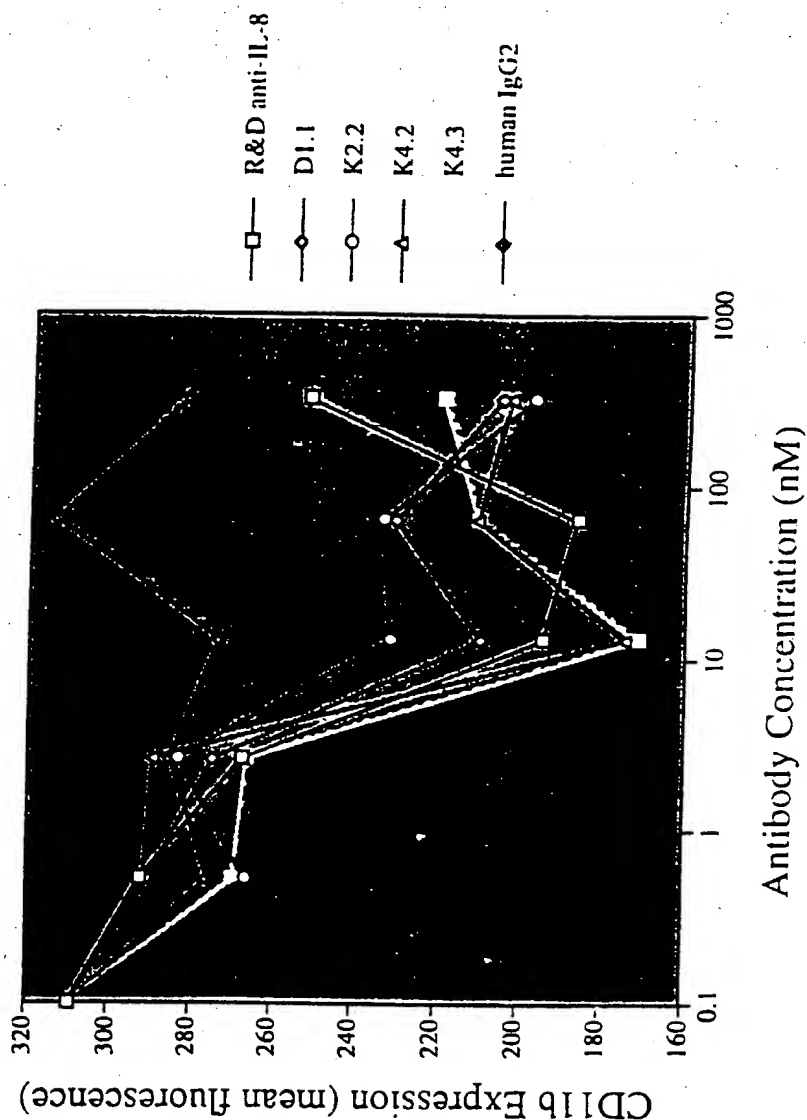 CD11b Expression (mean fluorescence)
320
300
280
260
240
220
200
180
160
0.1
1
10
100
1000
Antibody Concentration (nM)
R&D anti-IL-8
D1.1
K2.2
K4.2
K4.3
human IgG2